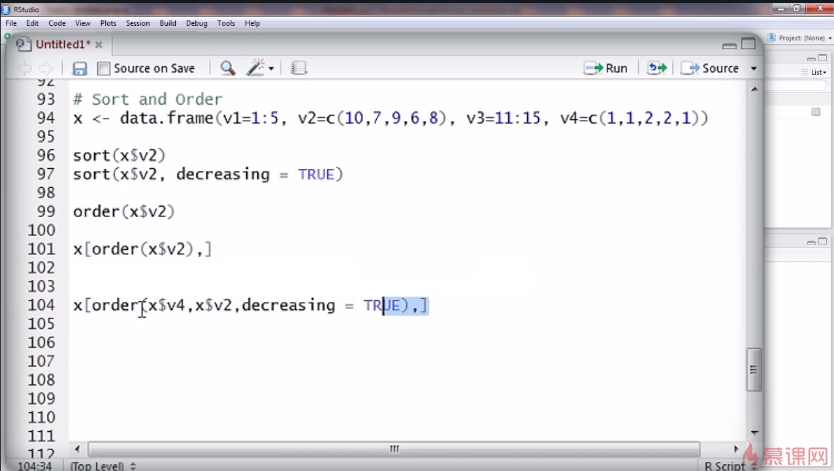 RStudio
File Edit Code View Plots Session Build Debug Tools Help
Project: (None)
Untitled1* ×
List
Source on Save Run Source
92
93 # Sort and Order
94 x <- data.frame(v1=1:5, v2=c(10,7,9,6,8), v3=11:15, v4=c(1,1,2,2,1))
95
96 sort(x$v2)
97 sort(x$v2, decreasing = TRUE)
98
99 order(x$v2)
100
101 x[order(x$v2),]
102
103
104 x[order(x$v4,x$v2,decreasing = TRUE),]
105
106
107
108
109
110
111
112
104:34 (Top Level) R Script
慕课网